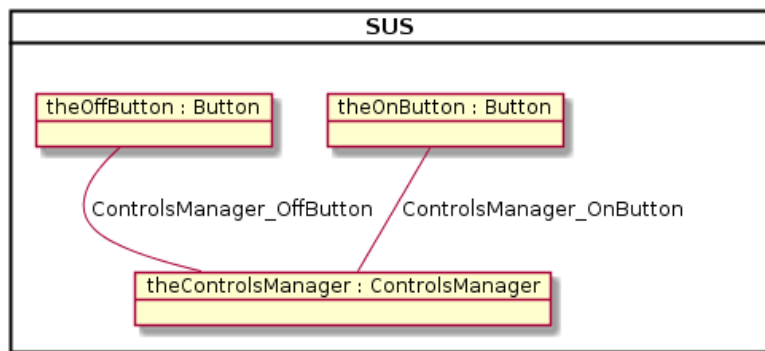 SUS
theOffButton : Button
theOnButton : Button
ControlsManager_OffButton
ControlsManager_OnButton
theControlsManager : ControlsManager